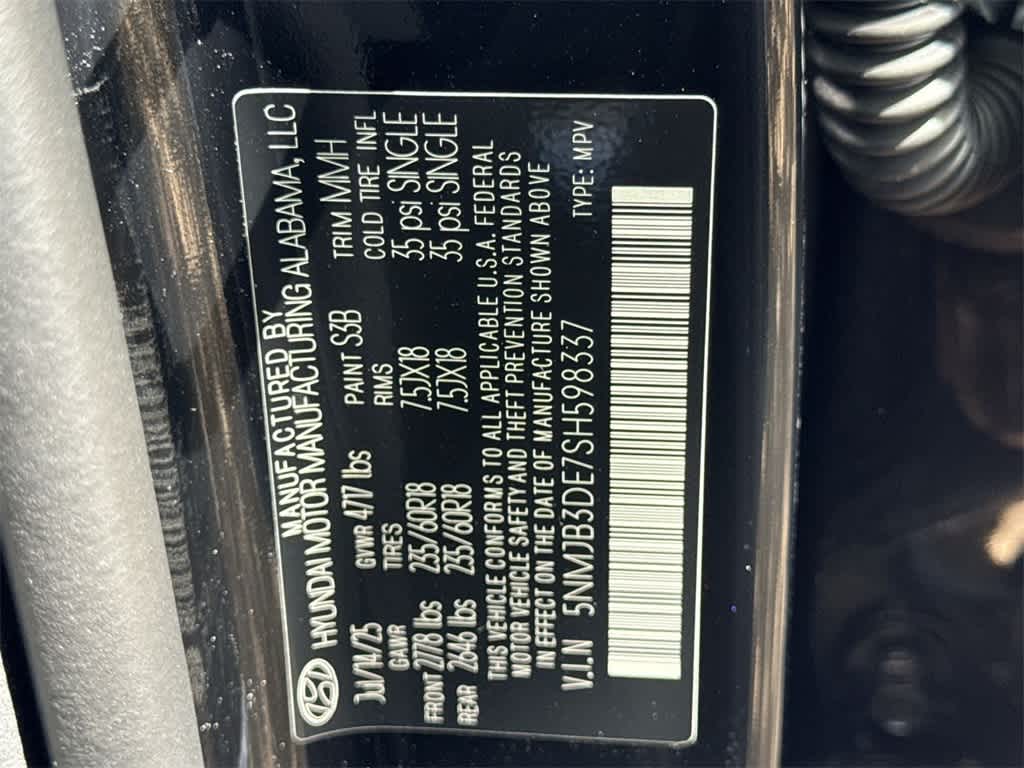 MANUFACTURED BY
HYUNDAI MOTOR MANUFACTURING ALABAMA, LLC
JUL/14/25 GVWR 4717 lbs PAINT S3B TRIM MMH
GAWR TIRES RIMS COLD TIRE INFL
FRONT 2778 lbs 235/60R18 7.5JX18 35 psi SINGLE
REAR 2646 lbs 235/60R18 7.5JX18 35 psi SINGLE
THIS VEHICLE CONFORMS TO ALL APPLICABLE U.S.A. FEDERAL
MOTOR VEHICLE SAFETY AND THEFT PREVENTION STANDARDS
IN EFFECT ON THE DATE OF MANUFACTURE SHOWN ABOVE
V.I.N 5NMJB3DE7SH598337 TYPE: MPV